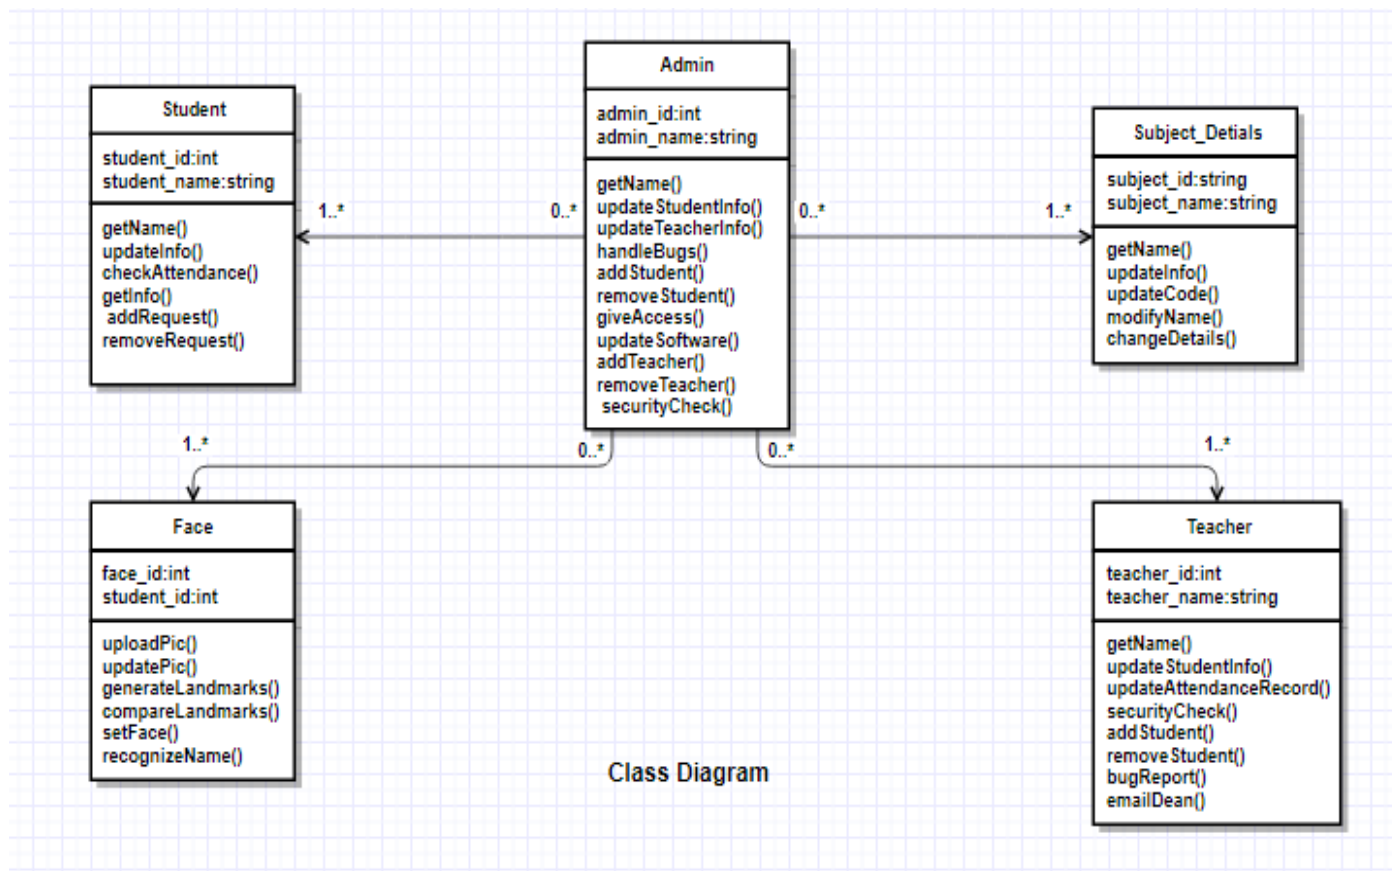 Student
student_id:int
student_name:string
getName()
updateInfo()
checkAttendance()
getInfo()
addRequest()
removeRequest()
1..*
0..*
Admin
admin_id:int
admin_name:string
getName()
updateStudentInfo()
updateTeacherInfo()
handleBugs()
addStudent()
removeStudent()
giveAccess()
updateSoftware()
addTeacher()
removeTeacher()
securityCheck()
0..*
1..*
Subject_Detials
subject_id:string
subject_name:string
getName()
updateInfo()
updateCode()
modifyName()
changeDetails()
1..*
0..*
0..*
1..*
Face
face_id:int
student_id:int
uploadPic()
updatePic()
generateLandmarks()
compareLandmarks()
setFace()
recognizeName()
Teacher
teacher_id:int
teacher_name:string
getName()
updateStudentInfo()
updateAttendanceRecord()
securityCheck()
addStudent()
removeStudent()
bugReport()
emailDean()
Class Diagram